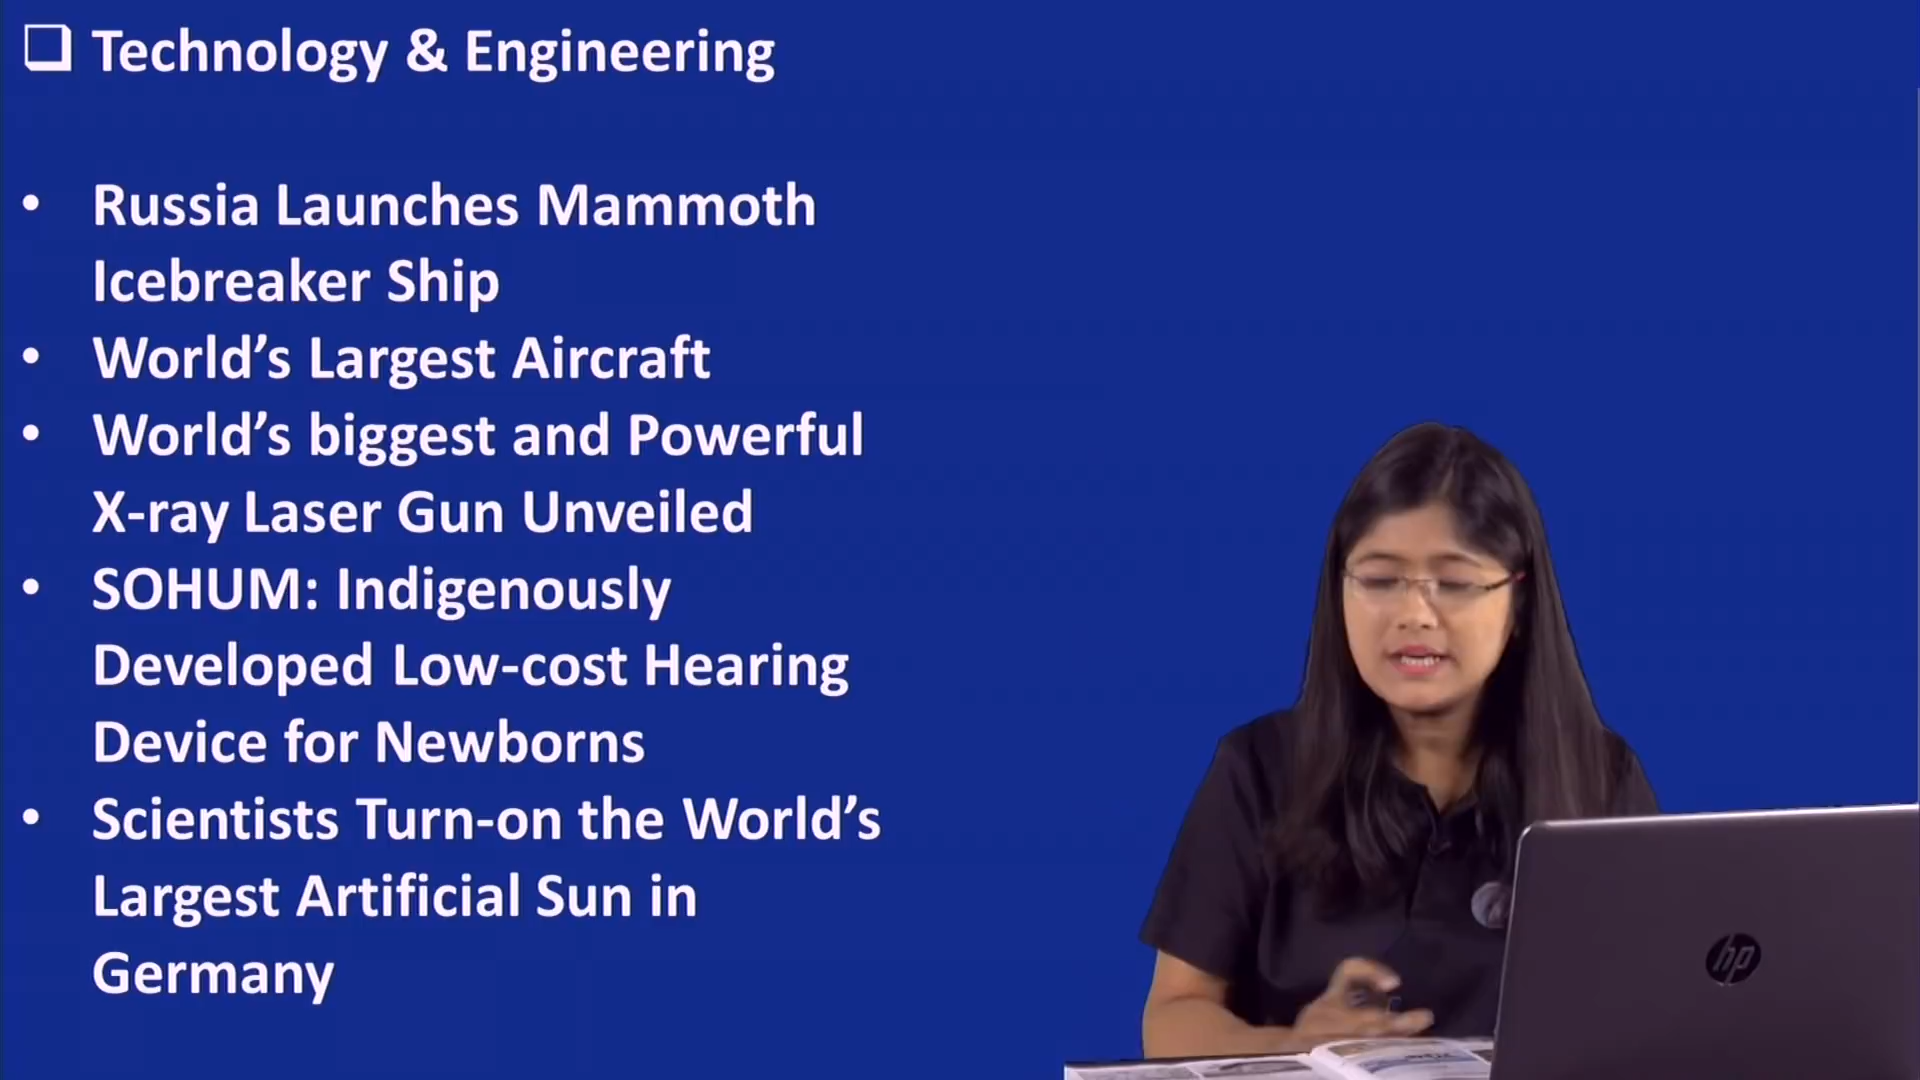 Technology & Engineering
• Russia Launches Mammoth
Icebreaker Ship
• World’s Largest Aircraft
• World’s biggest and Powerful
X-ray Laser Gun Unveiled
• SOHUM: Indigenously
Developed Low-cost Hearing
Device for Newborns
• Scientists Turn-on the World’s
Largest Artificial Sun in
Germany
hp